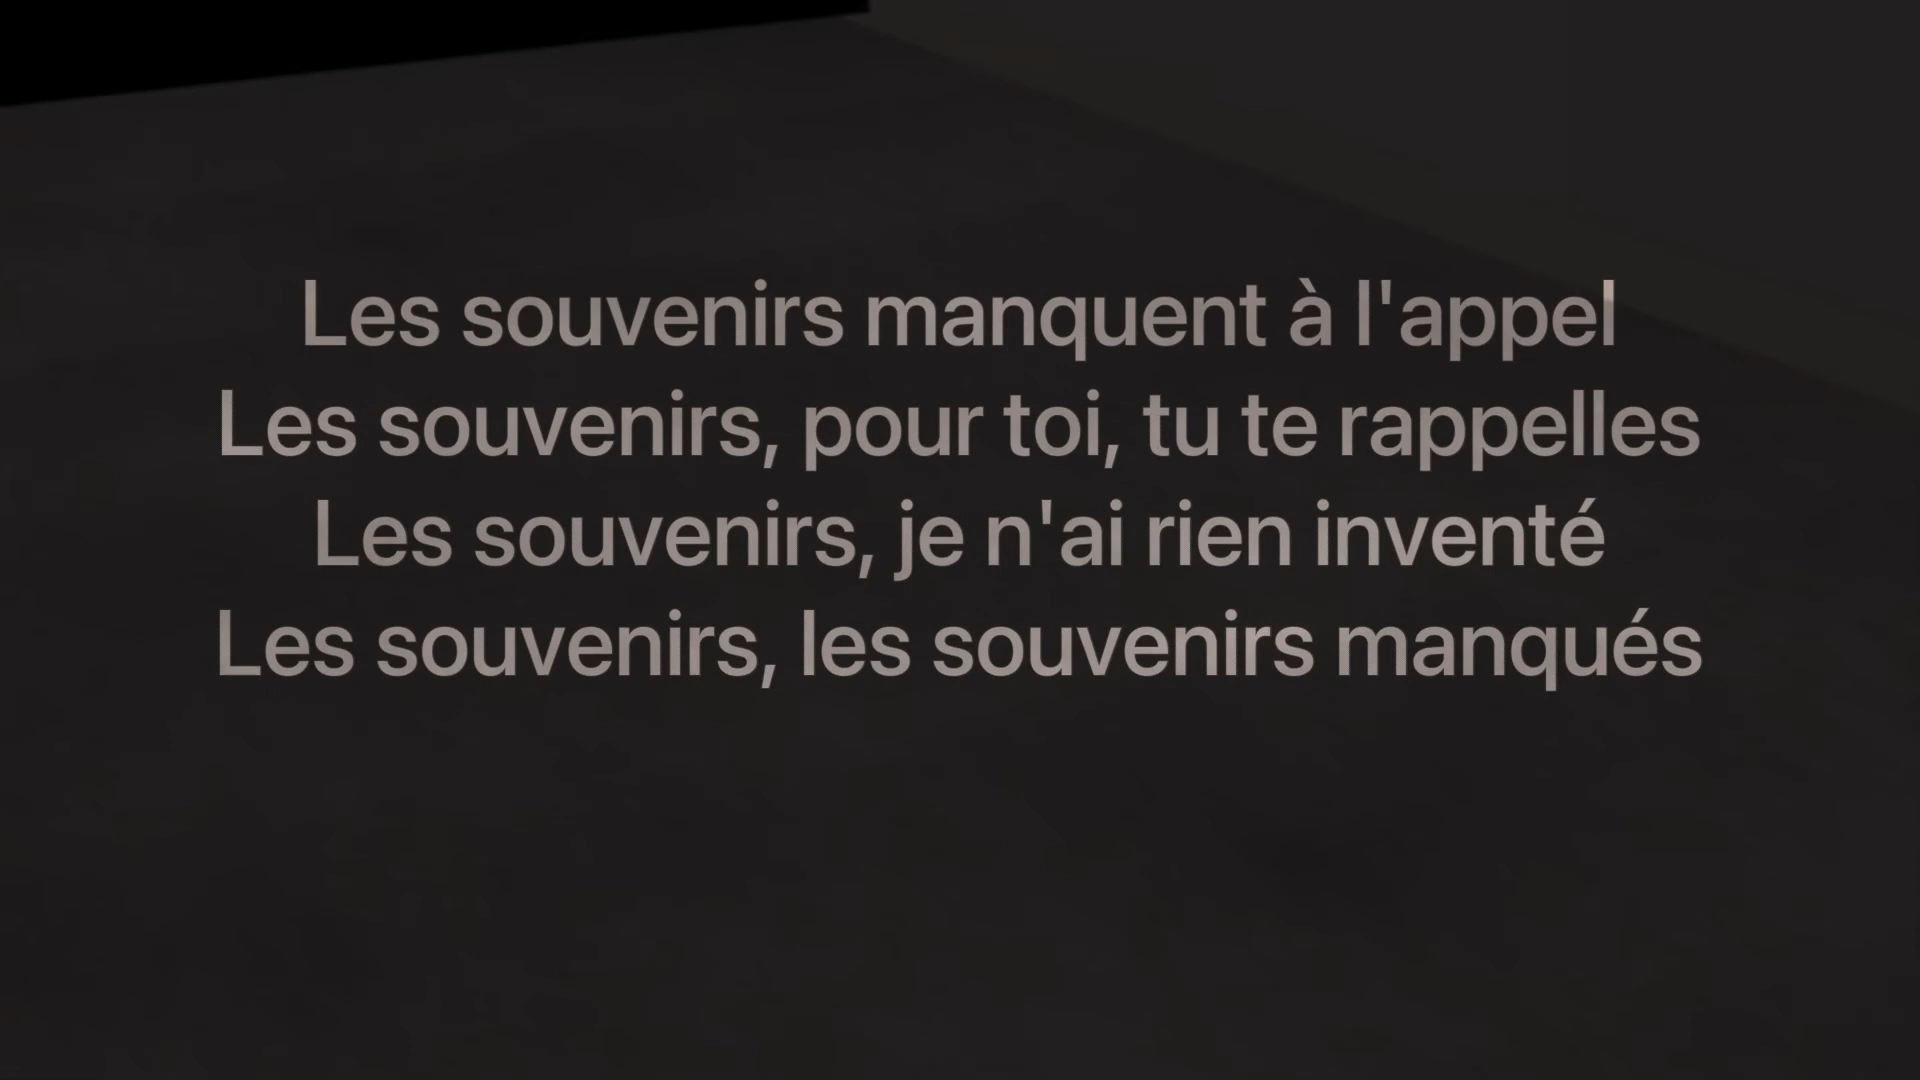 Les souvenirs manquent à l'appel
Les souvenirs, pour toi, tu te rappelles
Les souvenirs, je n'ai rien inventé
Les souvenirs, les souvenirs manqués